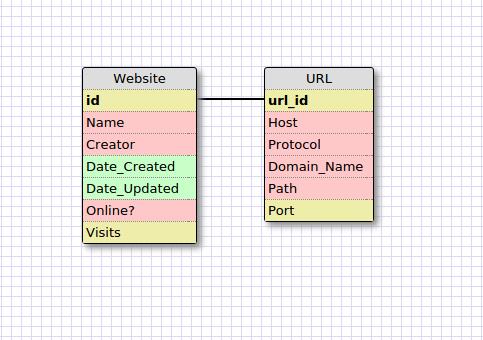 Website
id
Name
Creator
Date_Created
Date_Updated
Online?
Visits
URL
url_id
Host
Protocol
Domain_Name
Path
Port